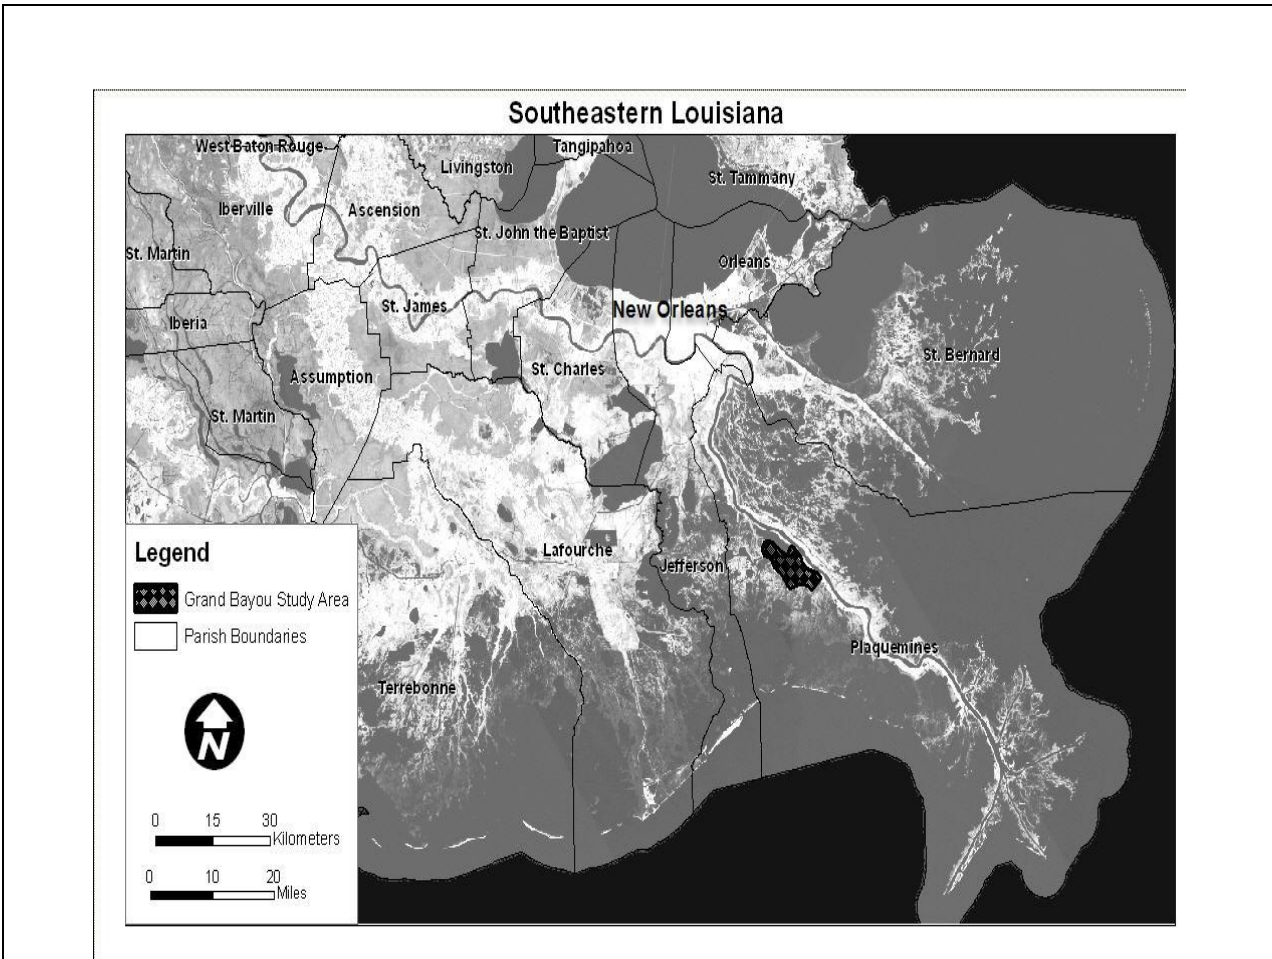 Southeastern Louisiana
West Baton Rouge
Tangipahoa
Livingston
St. Tammany
Iberville
Ascension
St. John the Baptist
St. Martin
Orleans
St. James
New Orleans
Iberia
St. Bernard
St. Charles
Assumption
St. Martin
Lafourche
Jefferson
Plaquemines
Terrebonne
Legend
Grand Bayou Study Area
Parish Boundaries
N
0 15 30
Kilometers
0 10 20
Miles